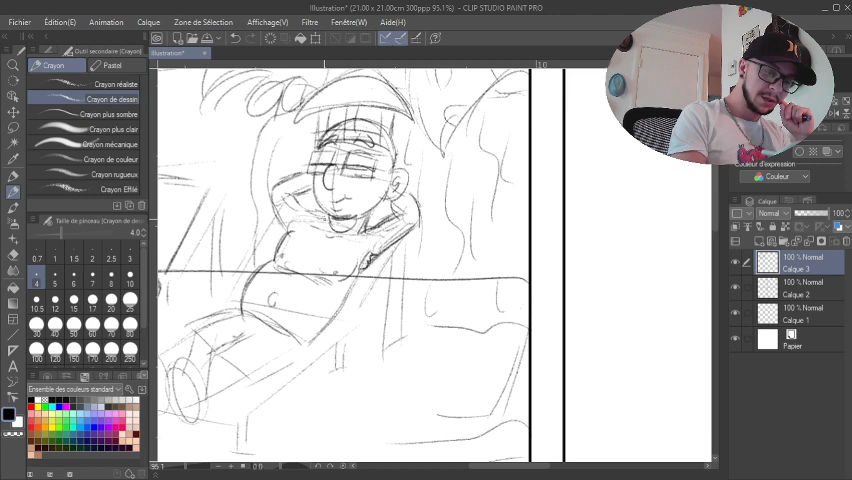 Illustration* (21.00 x 21.00cm 300ppp 95.1%) - CLIP STUDIO PAINT PRO
Fichier Édition(E) Animation Calque Zone de Sélection Affichage(V) Filtre Fenêtre(W) Aide(H)
Outil secondaire (Crayon)
Illustration*
Crayon Pastel
Crayon réaliste
Crayon de dessin
Crayon plus sombre
Crayon plus clair
Crayon mécanique
Crayon de couleur
Crayon rugueux
Crayon Effilé
Taille de pinceau (Crayon de de
4.0
0.7 1 1.5 2 2.5 3
4 5 6 7 8 10
10.5 12 15 17 20 25
30 40 50 60 70 80
100 120 150 170 200 250
Ensemble des couleurs standard
95.1 0.0
10
Couleur d'expression
Couleur
Calque
Normal 100
100 % Normal
Calque 3
100 % Normal
Calque 2
100 % Normal
Calque 1
Papier